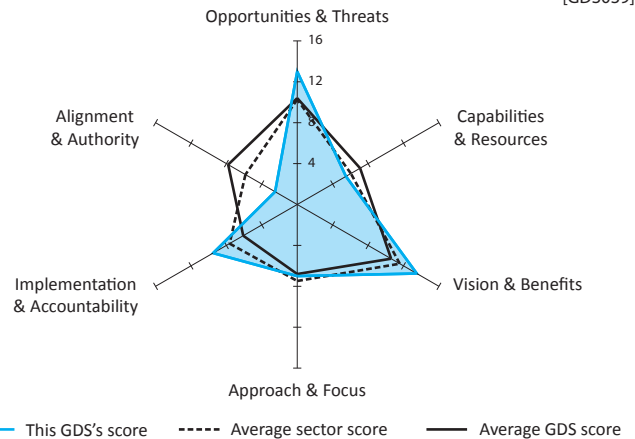 [GDS039]
Opportunities & Threats
16
12
8
4
Alignment
& Authority
Capabilities
& Resources
Implementation
& Accountability
Vision & Benefits
Approach & Focus
This GDS's score
Average sector score
Average GDS score